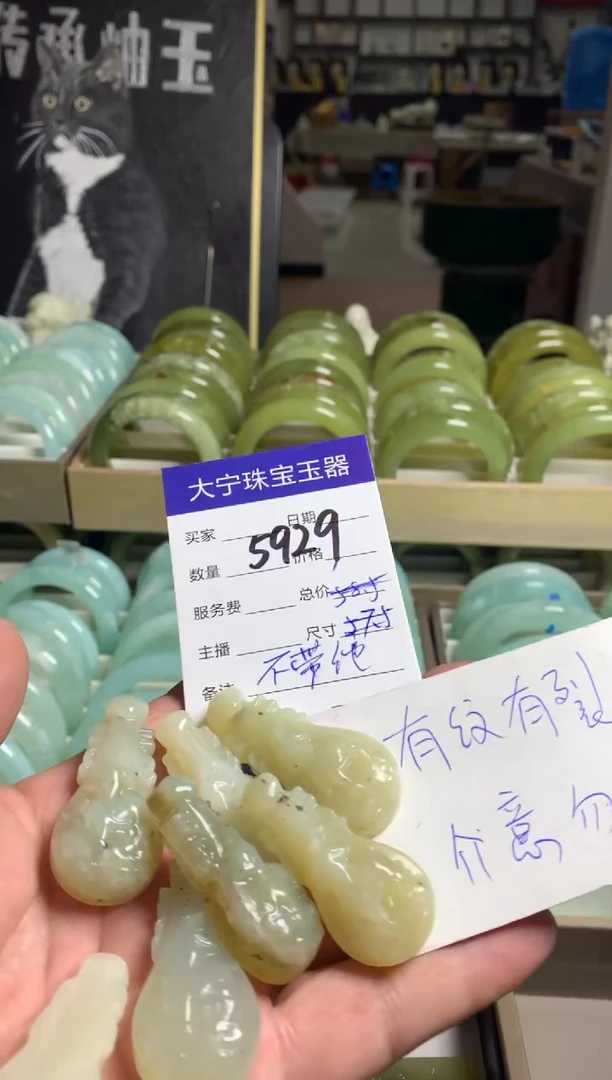 传承岫玉
大宁珠宝玉器
买家 日期
5929
数量 价格
服务费 总价
主播 尺寸
不带绳
备注
有纹有裂
介意勿